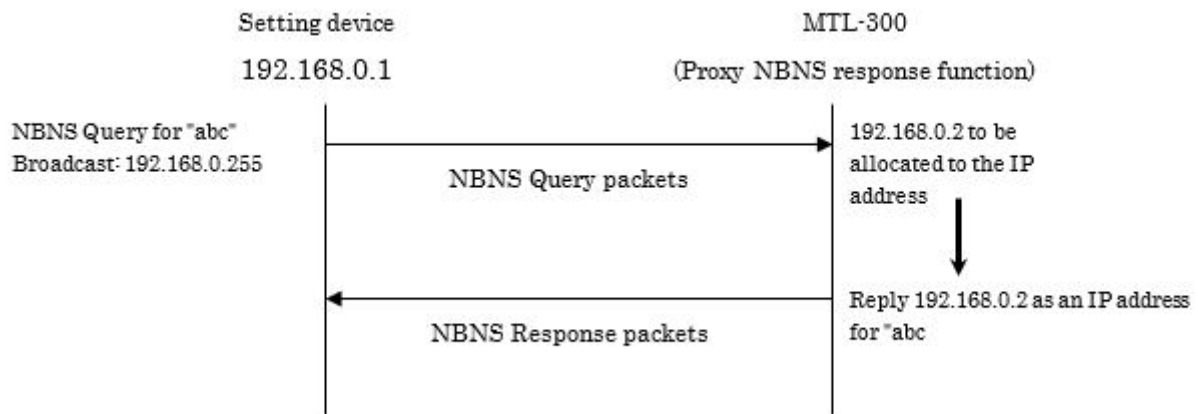 Setting device
192.168.0.1
MTL-300
(Proxy NBNS response function)
NBNS Query for "abc"
Broadcast: 192.168.0.255
NBNS Query packets
192.168.0.2 to be
allocated to the IP
address
Reply 192.168.0.2 as an IP address
for "abc
NBNS Response packets